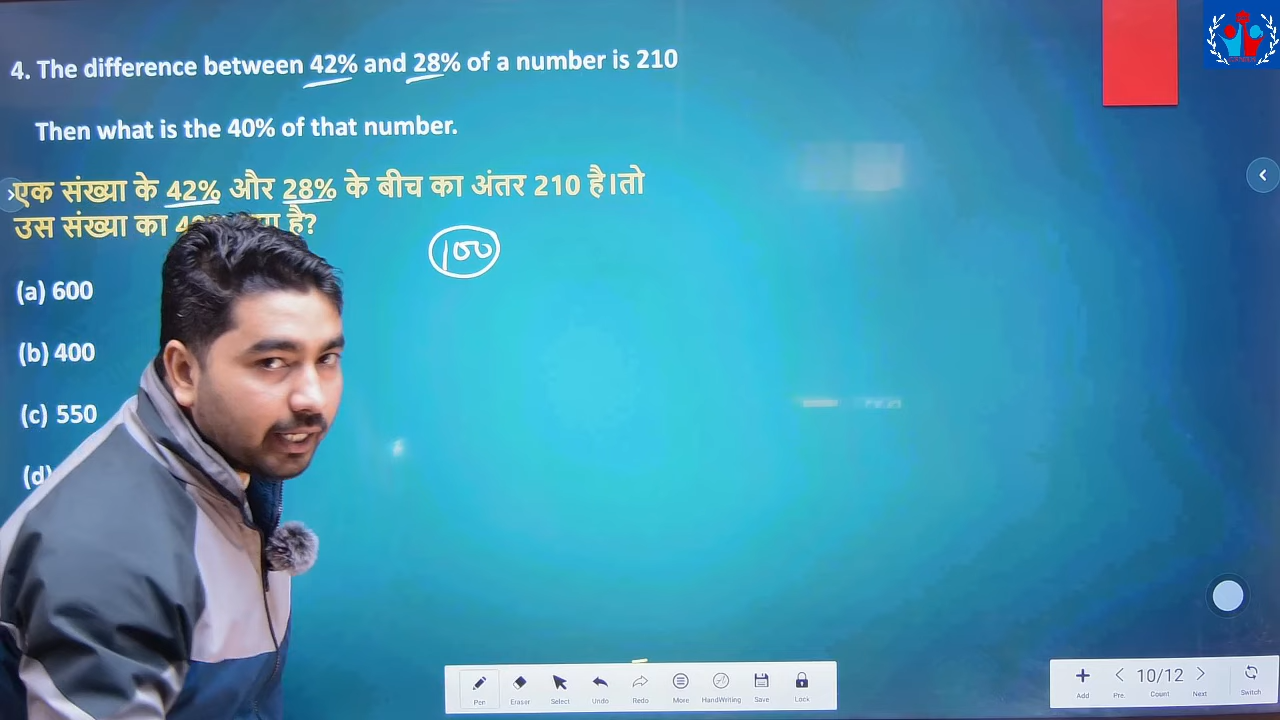 4. The difference between 42% and 28% of a number is 210
Then what is the 40% of that number.
एक संख्या के 42% और 28% के बीच का अंतर 210 है।तो
उस संख्या का है?
100
(a) 600
(b) 400
(c) 550
(d)
Pen Eraser Select Undo Redo More HandWriting Save Lock
10/12
Add Pre. Count Next Switch